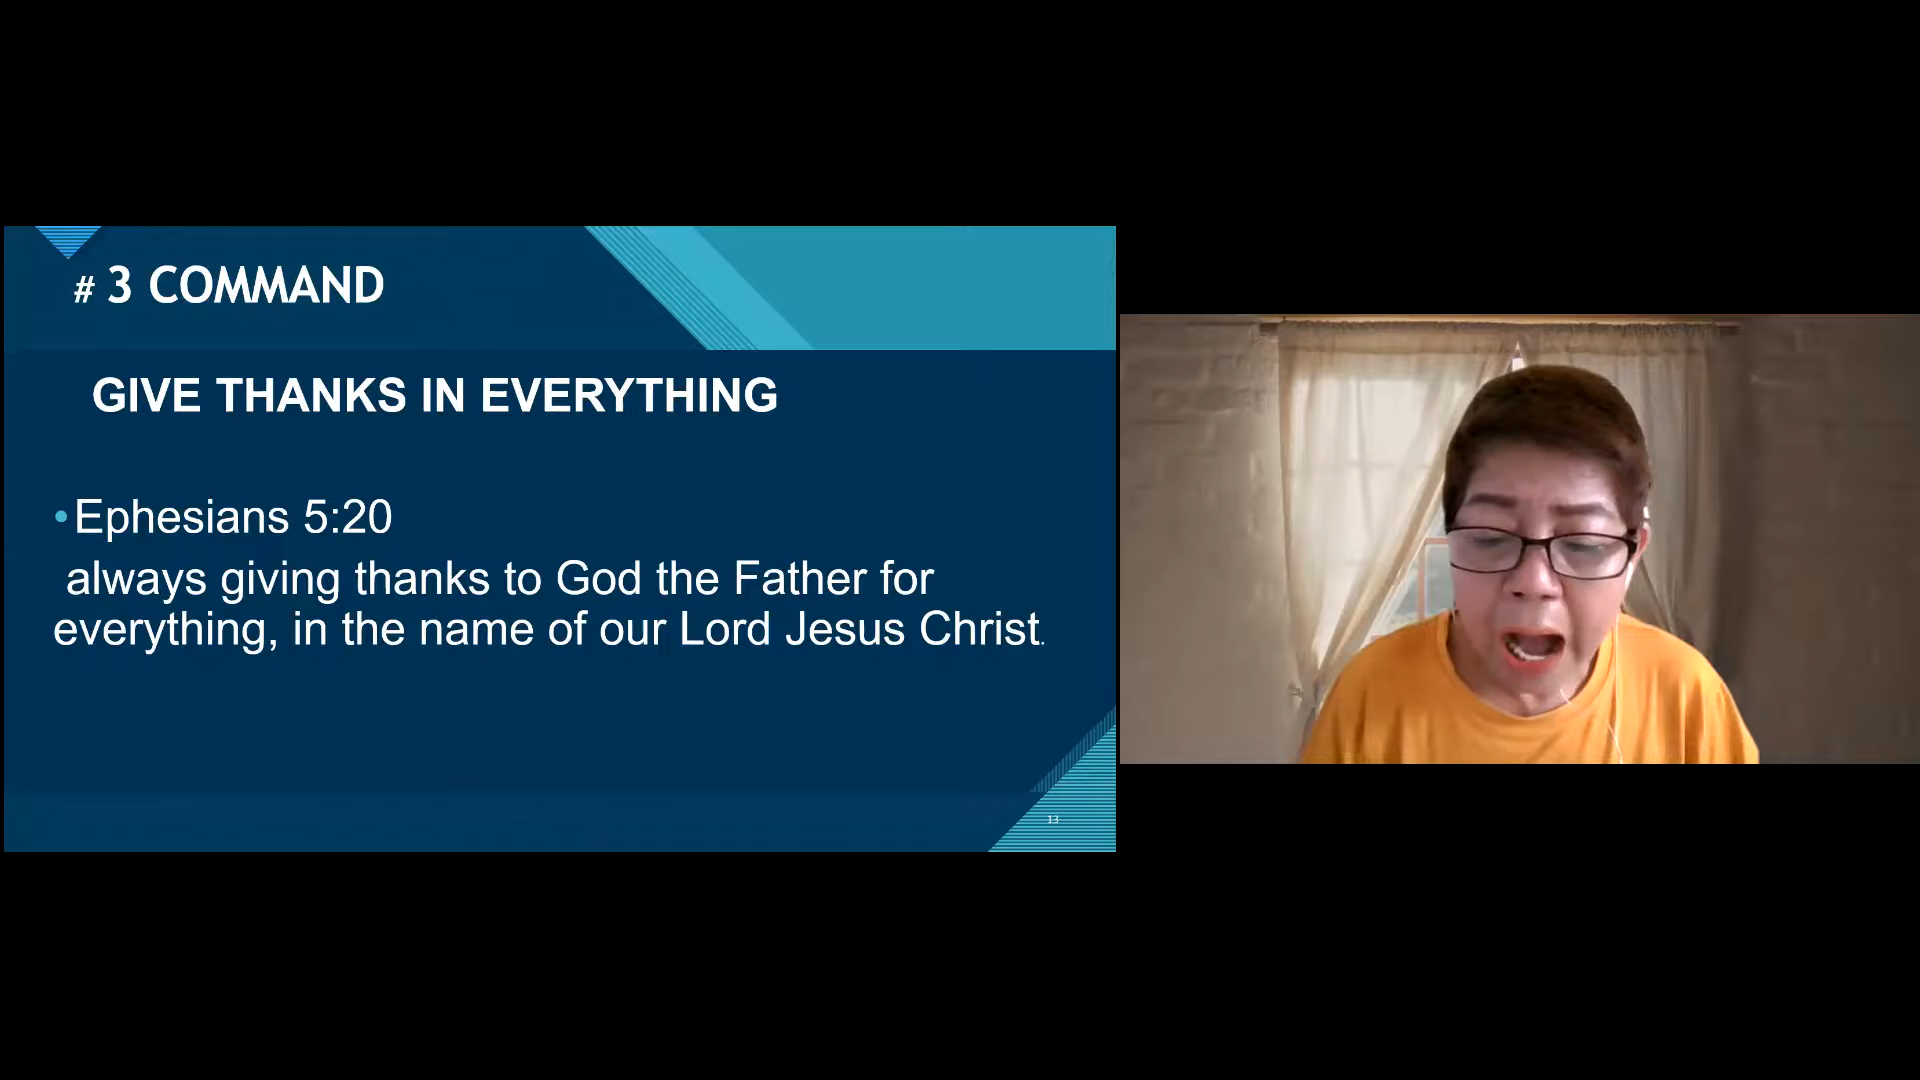 # 3 COMMAND
GIVE THANKS IN EVERYTHING
•Ephesians 5:20
always giving thanks to God the Father for
everything, in the name of our Lord Jesus Christ.
13